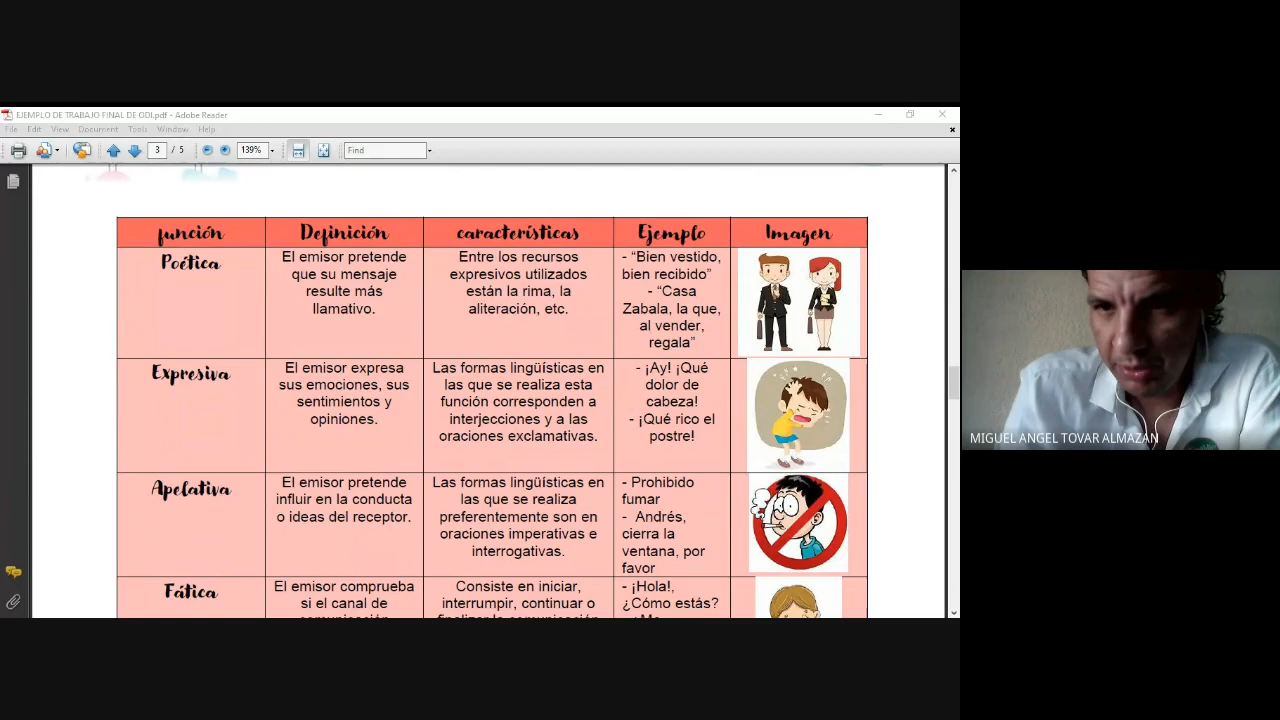 EJEMPLO DE TRABAJO FINAL DE ODI.pdf - Adobe Reader
File Edit View Document Tools Window Help
3 / 5 139% Find
función Definición características Ejemplo Imagen
Poética
El emisor pretende
que su mensaje
resulte más
llamativo.
Entre los recursos
expresivos utilizados
están la rima, la
aliteración, etc.
- “Bien vestido,
bien recibido”
- “Casa
Zabala, la que,
al vender,
regala”
Expresiva
El emisor expresa
sus emociones, sus
sentimientos y
opiniones.
Las formas lingüísticas en
las que se realiza esta
función corresponden a
interjecciones y a las
oraciones exclamativas.
- ¡Ay! ¡Qué
dolor de
cabeza!
- ¡Qué rico el
postre!
Apelativa
El emisor pretende
influir en la conducta
o ideas del receptor.
Las formas lingüísticas en
las que se realiza
preferentemente son en
oraciones imperativas e
interrogativas.
- Prohibido
fumar
- Andrés,
cierra la
ventana, por
favor
Fática
El emisor comprueba
si el canal de
Consiste en iniciar,
interrumpir, continuar o
- ¡Hola!,
¿Cómo estás?
MIGUEL ANGEL TOVAR ALMAZAN